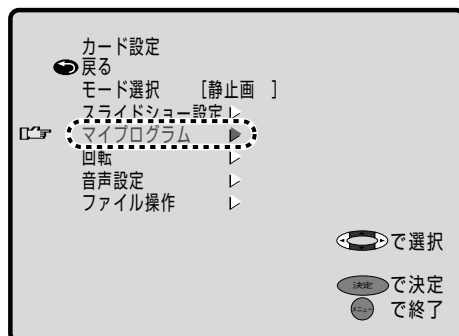 カード設定
戻る
モード選択 [静止画 ]
スライドショー設定
マイプログラム
回転
音声設定
ファイル操作
で選択
決定 で決定
メニュー で終了